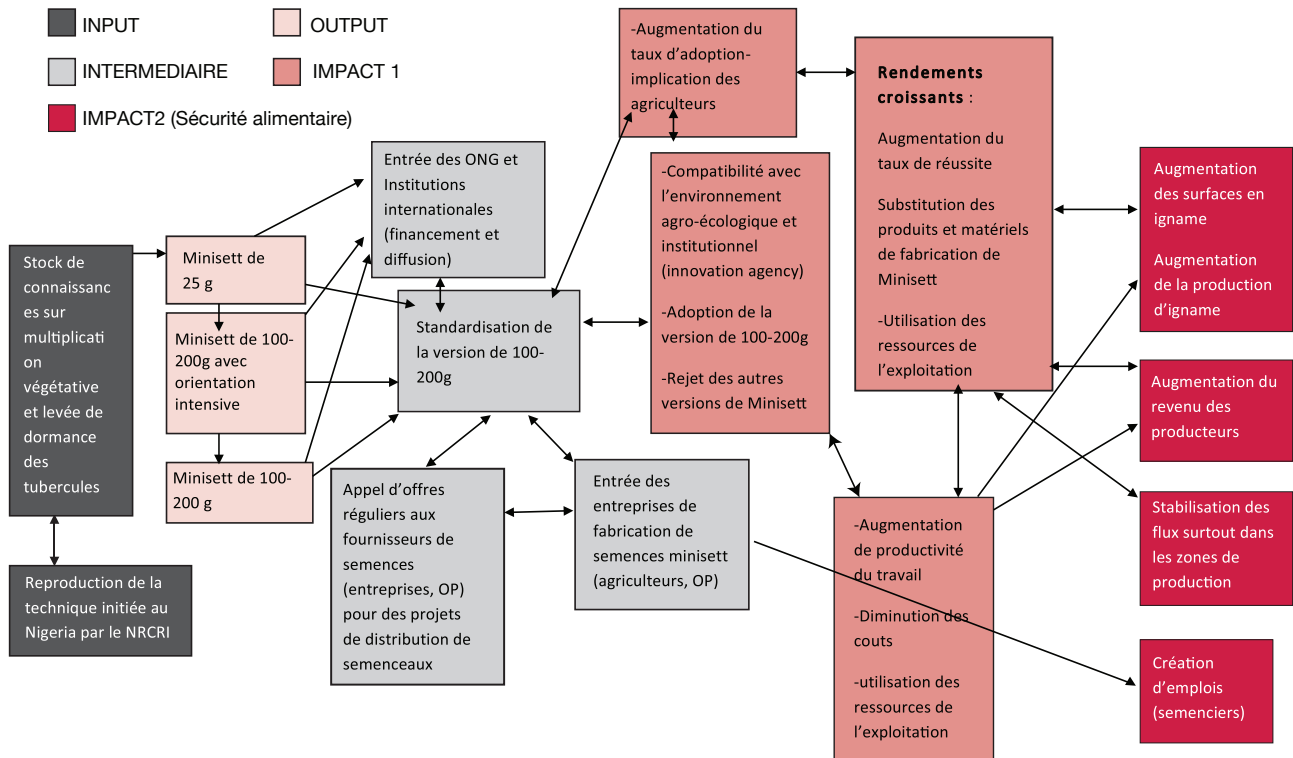 INPUT
OUTPUT
INTERMEDIAIRE
IMPACT 1
IMPACT2 (Sécurité alimentaire)
Stock de
connaissanc
es sur
multiplicati
on
végétative
et levée de
dormance
des
tubercules
Reproduction de la
technique initiée au
Nigeria par le NRCRI
Minisett de
25 g
Minisett de 100-
200g avec
orientation
intensive
Minisett de 100-
200 g
Entrée des ONG et
Institutions
internationales
(financement et
diffusion)
Standardisation de
la version de 100-
200g
Appel d’offres
réguliers aux
fournisseurs de
semences
(entreprises, OP)
pour des projets
de distribution de
semenceaux
Entrée des
entreprises de
fabrication de
semences minisett
(agriculteurs, OP)
-Augmentation du
taux d’adoption-
implication des
agriculteurs
-Compatibilité avec
l’environnement
agro-écologique et
institutionnel
(innovation agency)
-Adoption de la
version de 100-200g
-Rejet des autres
versions de Minisett
Rendements
croissants :
Augmentation du
taux de réussite
Substitution des
produits et matériels
de fabrication de
Minisett
-Utilisation des
ressources de
l’exploitation
-Augmentation
de productivité
du travail
-Diminution des
couts
-utilisation des
ressources de
l’exploitation
Augmentation
des surfaces en
igname
Augmentation
de la production
d’igname
Augmentation du
revenu des
producteurs
Stabilisation des
flux surtout dans
les zones de
production
Création
d’emplois
(semenciers)